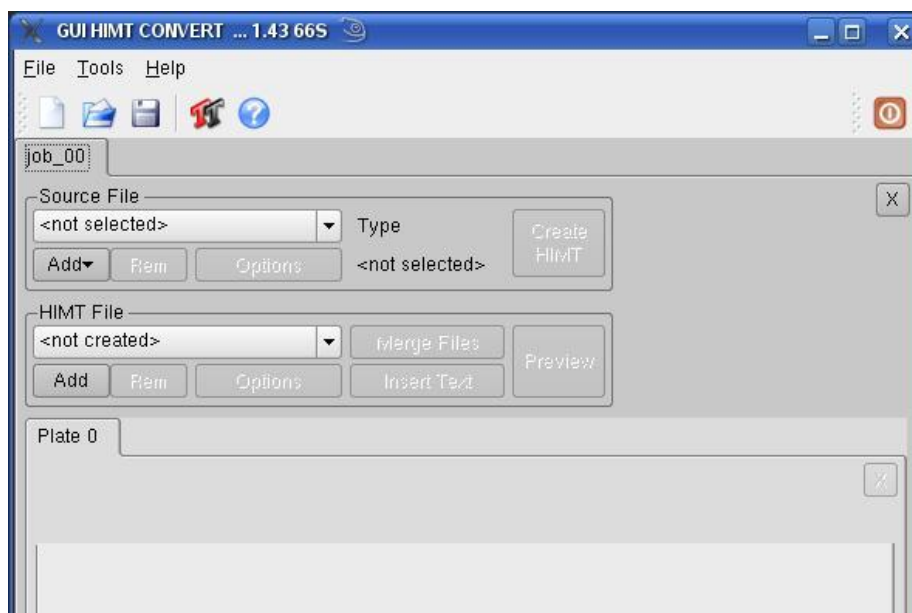 GUI HIMT CONVERT ... 1.43 66S
File Tools Help
job_00
Source File
X
<not selected>
Type
Create
HIMT
Add
Rem
Options
<not selected>
HIMT File
<not created>
Merge Files
Preview
Add
Rem
Options
Insert Text
Plate 0
X